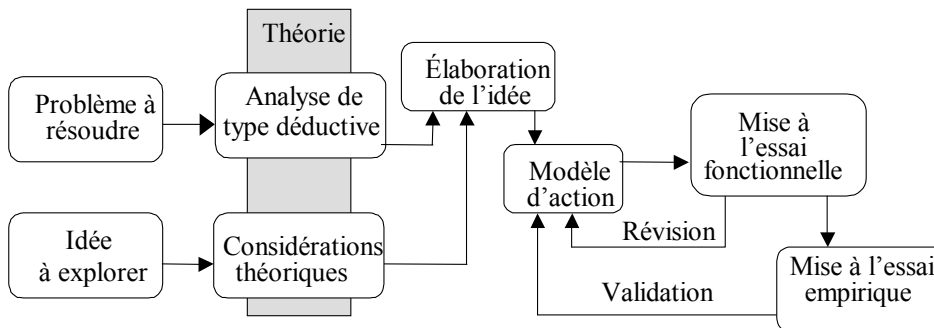 Théorie
Problème à
résoudre
Analyse de
type déductive
Élaboration
de l’idée
Modèle
d’action
Mise à
l’essai
fonctionnelle
Idée
à explorer
Considérations
théoriques
Révision
Validation
Mise à l’essai
empirique